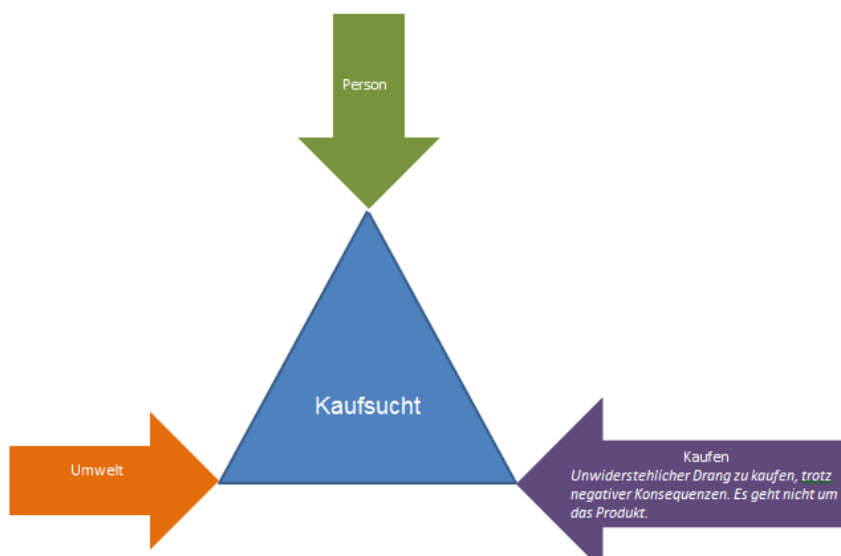 Person
Kaufsucht
Umwelt
Kaufen
Unwiderstehlicher Drang zu kaufen, trotz
negativer Konsequenzen. Es geht nicht um
das Produkt.